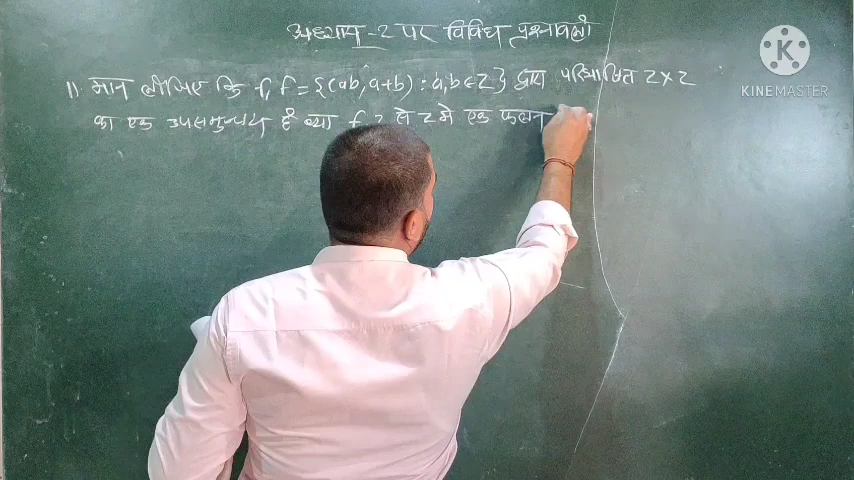 अध्याय-2 पर विविध प्रश्नावली
11. मान लीजिए कि f, f = {(ab, a+b) : a, b ∈ Z} द्वारा परिभाषित Z × Z
का एक उपसमुच्चय है क्या f, Z से Z में एक फलन
KINEMASTER